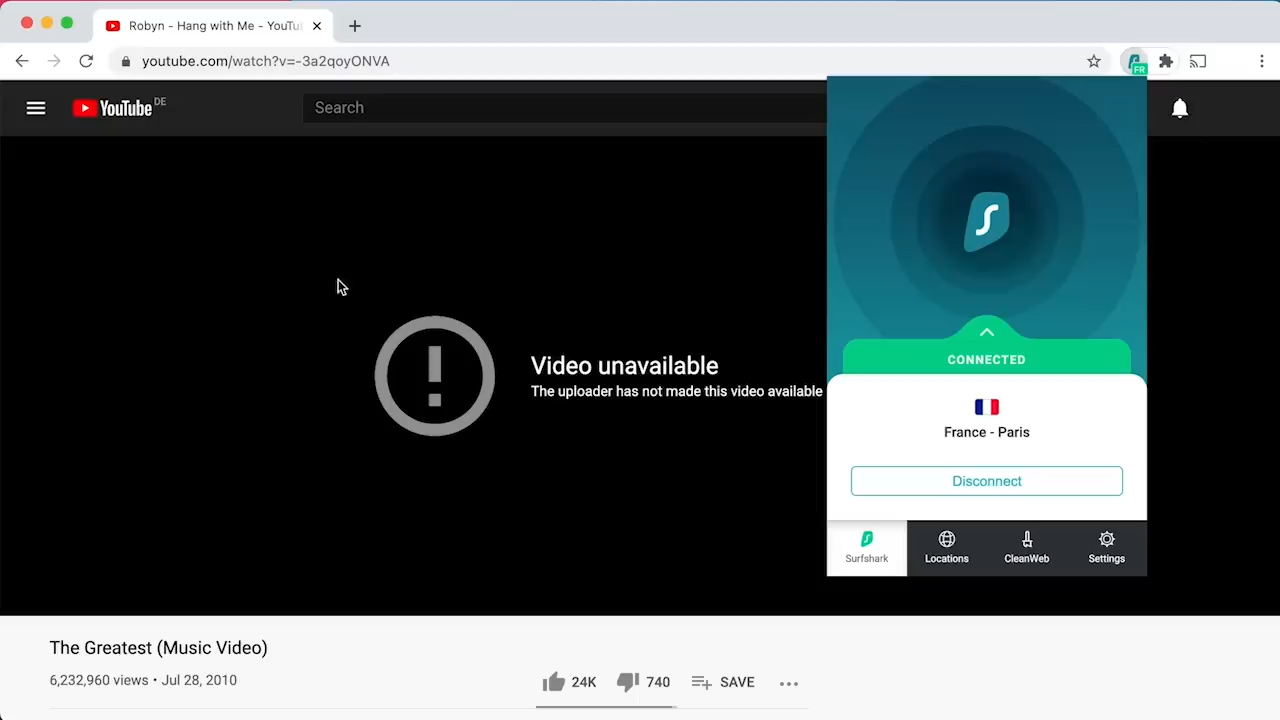 Robyn - Hang with Me - YouTu
youtube.com/watch?v=-3a2qoyONVA
FR
YouTube DE
Search
Video unavailable
The uploader has not made this video available
CONNECTED
France - Paris
Disconnect
Surfshark
Locations
CleanWeb
Settings
The Greatest (Music Video)
6,232,960 views • Jul 28, 2010
24K
740
SAVE